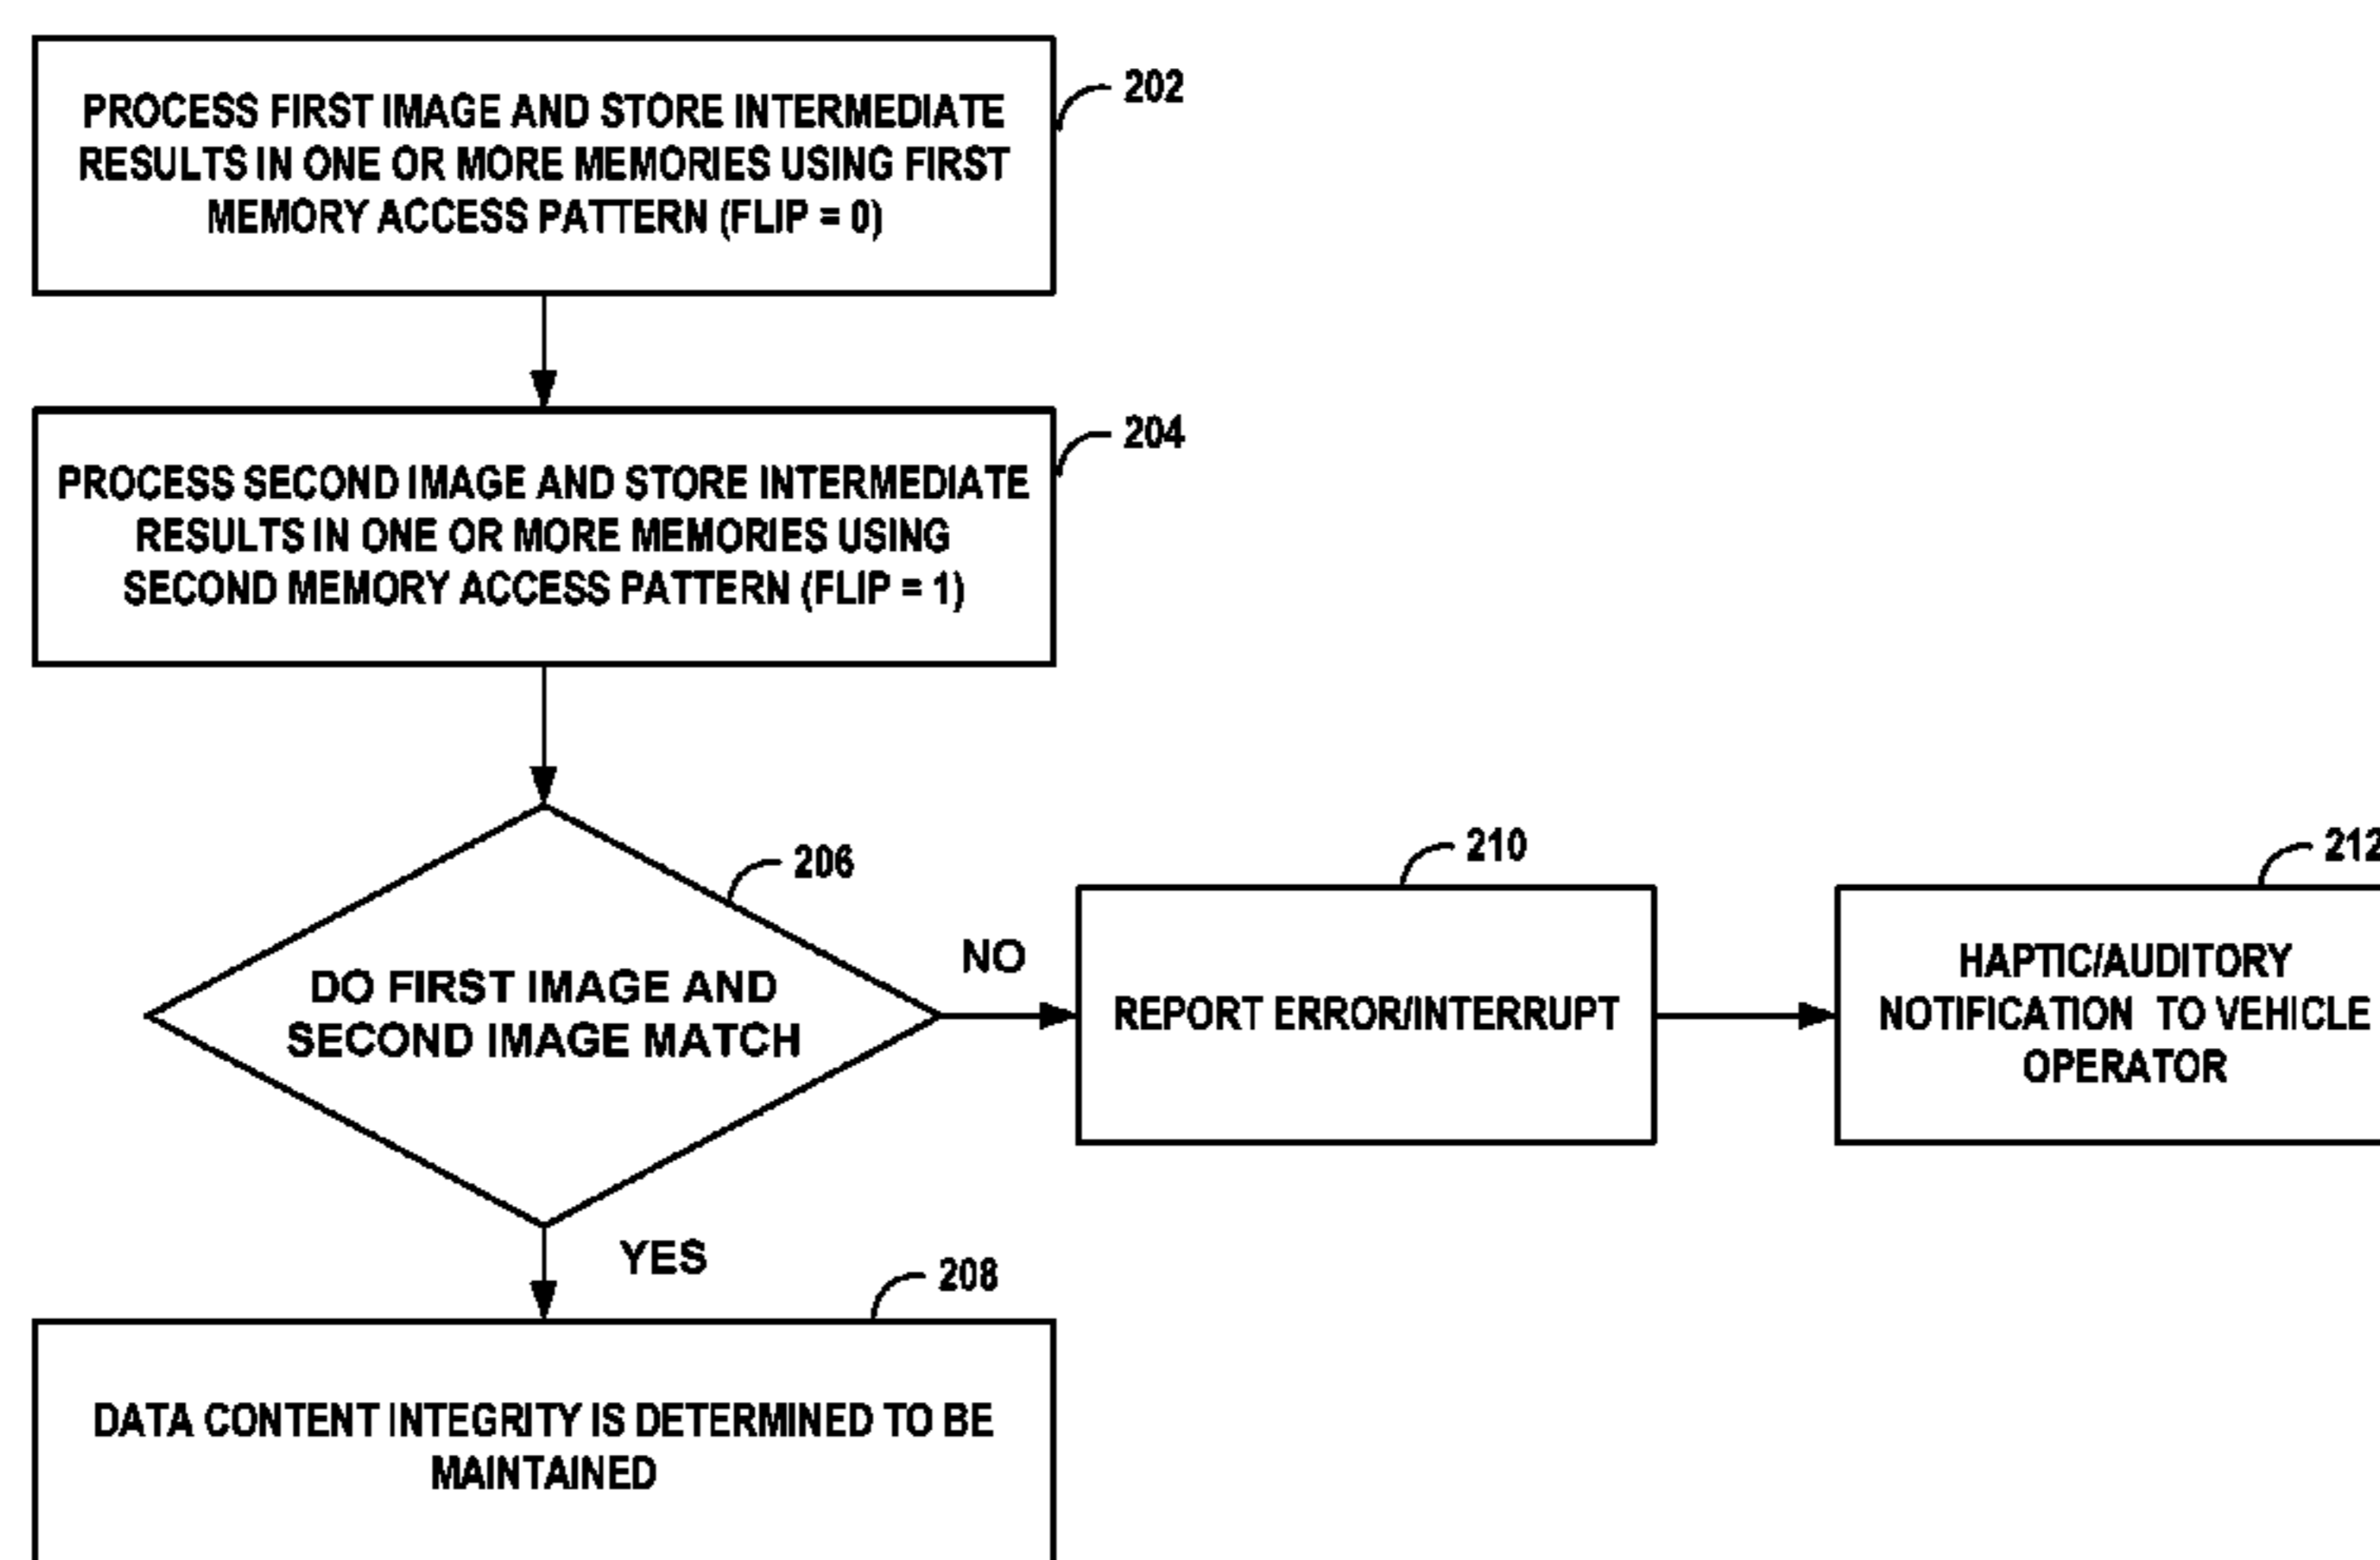 PROCESS FIRST IMAGE AND STORE INTERMEDIATE
RESULTS IN ONE OR MORE MEMORIES USING FIRST
MEMORY ACCESS PATTERN (FLIP = 0)
202
PROCESS SECOND IMAGE AND STORE INTERMEDIATE
RESULTS IN ONE OR MORE MEMORIES USING
SECOND MEMORY ACCESS PATTERN (FLIP = 1)
204
DO FIRST IMAGE AND
SECOND IMAGE MATCH
206
NO
REPORT ERROR/INTERRUPT
210
HAPTIC/AUDITORY
NOTIFICATION TO VEHICLE
OPERATOR
212
YES
208
DATA CONTENT INTEGRITY IS DETERMINED TO BE
MAINTAINED